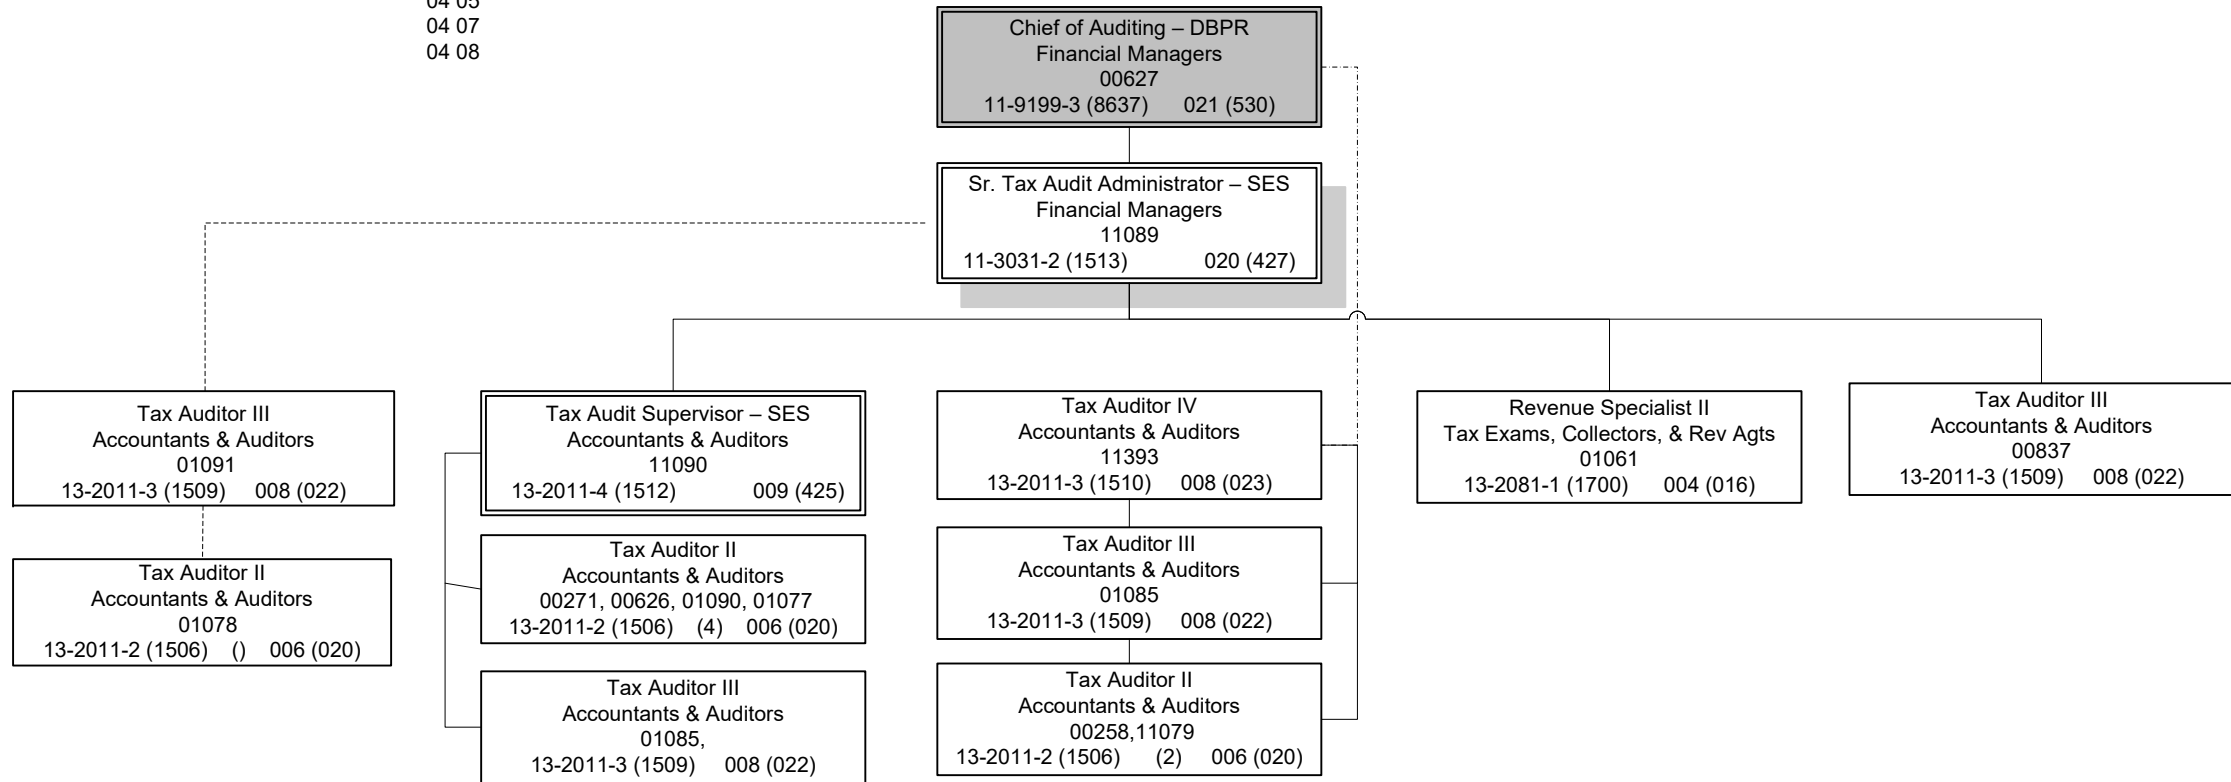 04 05
04 07
04 08
Chief of Auditing – DBPR
Financial Managers
00627
11-9199-3 (8637) 021 (530)
Sr. Tax Audit Administrator – SES
Financial Managers
11089
11-3031-2 (1513) 020 (427)
Tax Auditor III
Accountants & Auditors
01091
13-2011-3 (1509) 008 (022)
Tax Auditor II
Accountants & Auditors
01078
13-2011-2 (1506) () 006 (020)
Tax Audit Supervisor – SES
Accountants & Auditors
11090
13-2011-4 (1512) 009 (425)
Tax Auditor II
Accountants & Auditors
00271, 00626, 01090, 01077
13-2011-2 (1506) (4) 006 (020)
Tax Auditor III
Accountants & Auditors
01085,
13-2011-3 (1509) 008 (022)
Tax Auditor IV
Accountants & Auditors
11393
13-2011-3 (1510) 008 (023)
Tax Auditor III
Accountants & Auditors
01085
13-2011-3 (1509) 008 (022)
Tax Auditor II
Accountants & Auditors
00258,11079
13-2011-2 (1506) (2) 006 (020)
Revenue Specialist II
Tax Exams, Collectors, & Rev Agts
01061
13-2081-1 (1700) 004 (016)
Tax Auditor III
Accountants & Auditors
00837
13-2011-3 (1509) 008 (022)